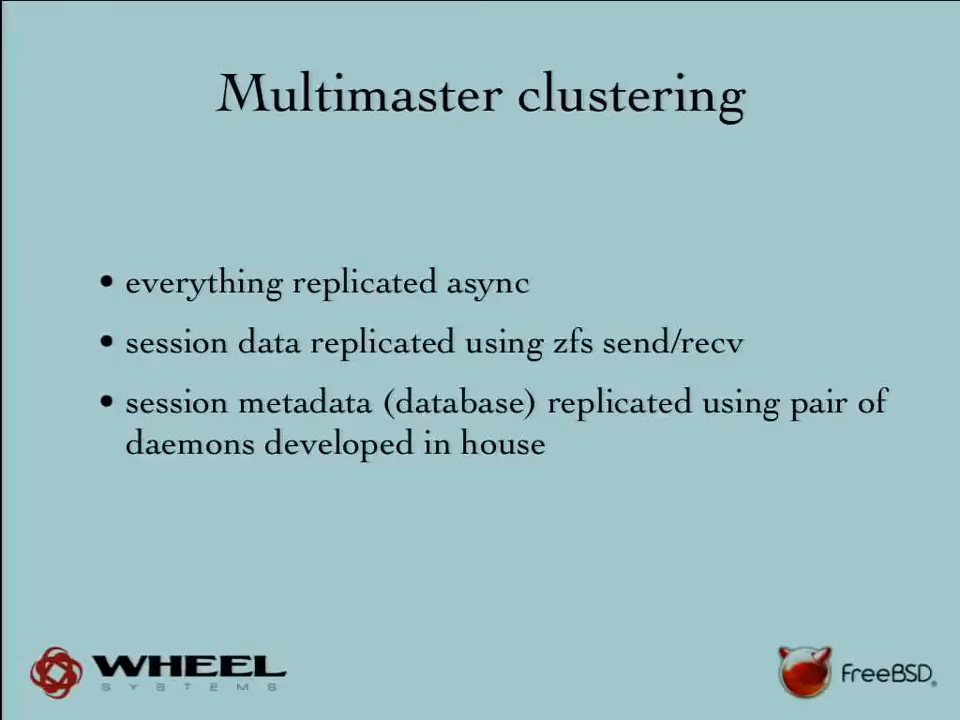 Multimaster clustering
• everything replicated async
• session data replicated using zfs send/recv
• session metadata (database) replicated using pair of
daemons developed in house
WHEEL
SYSTEMS
FreeBSD®